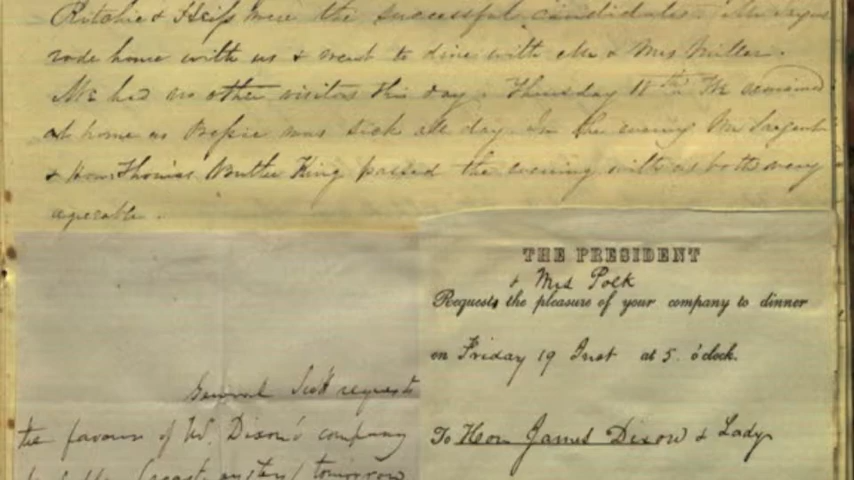 Ritchie & Heiss were the successful candidates. Mr Sargent
rode home with us & went to dine with Mr & Mrs Miller.
We had no other visitors this day. Thursday 11th We remained
at home as Bessie was sick all day. In the evening Mr Sargent
& Hon Thomas Butler King passed the evening with us both very
agreeable.
THE PRESIDENT
& Mrs Polk
Requests the pleasure of your company to dinner
on Friday 19 Inst at 5. o'clock.
To Hon James Dixon & Lady
General Scott requests
the favour of Mr. Dixon's company
tomorrow